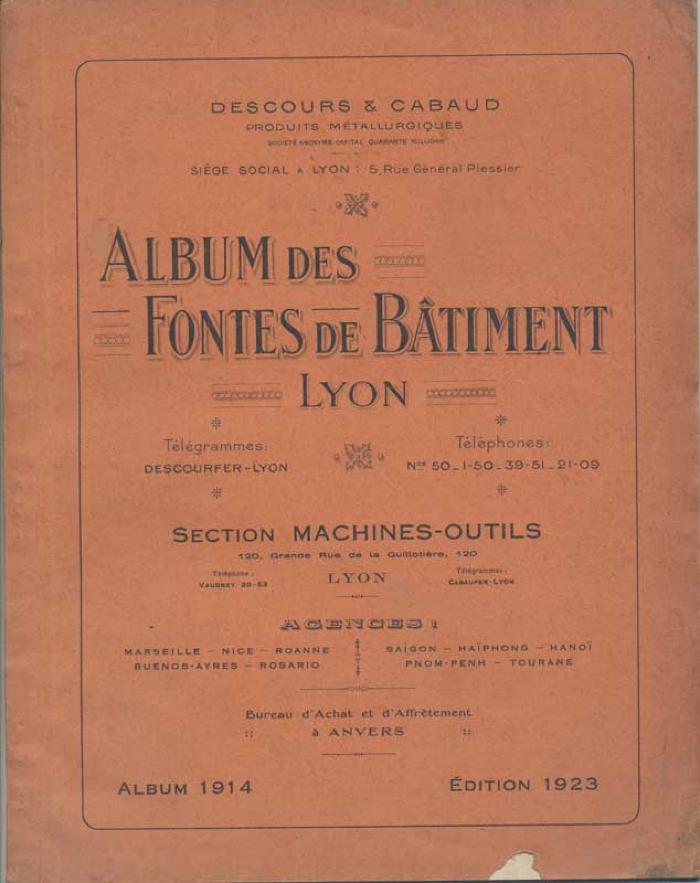 DESCOURS & CABAUD
PRODUITS MÉTALLURGIQUES
SOCIÉTÉ ANONYME CAPITAL QUARANTE MILLIONS
SIÉGE SOCIAL A LYON : 5, Rue Général Plessier
ALBUM DES
FONTES DE BÂTIMENT
LYON
Télégrammes:
DESCOURFER-LYON
Téléphones:
Nos 50-1-50-39-51-21-09
SECTION MACHINES-OUTILS
120, Grande Rue de la Guillotière, 120
Téléphone :
VAUDREY 20-53
LYON
Télégrammes:
CABAUFER-LYON
AGENCES :
MARSEILLE - NICE - ROANNE
BUENOS-AYRES - ROSARIO
SAIGON - HAÏPHONG - HANOÏ
PNOM-PENH - TOURANE
Bureau d'Achat et d'Affrètement
:: à ANVERS ::
ALBUM 1914
ÉDITION 1923